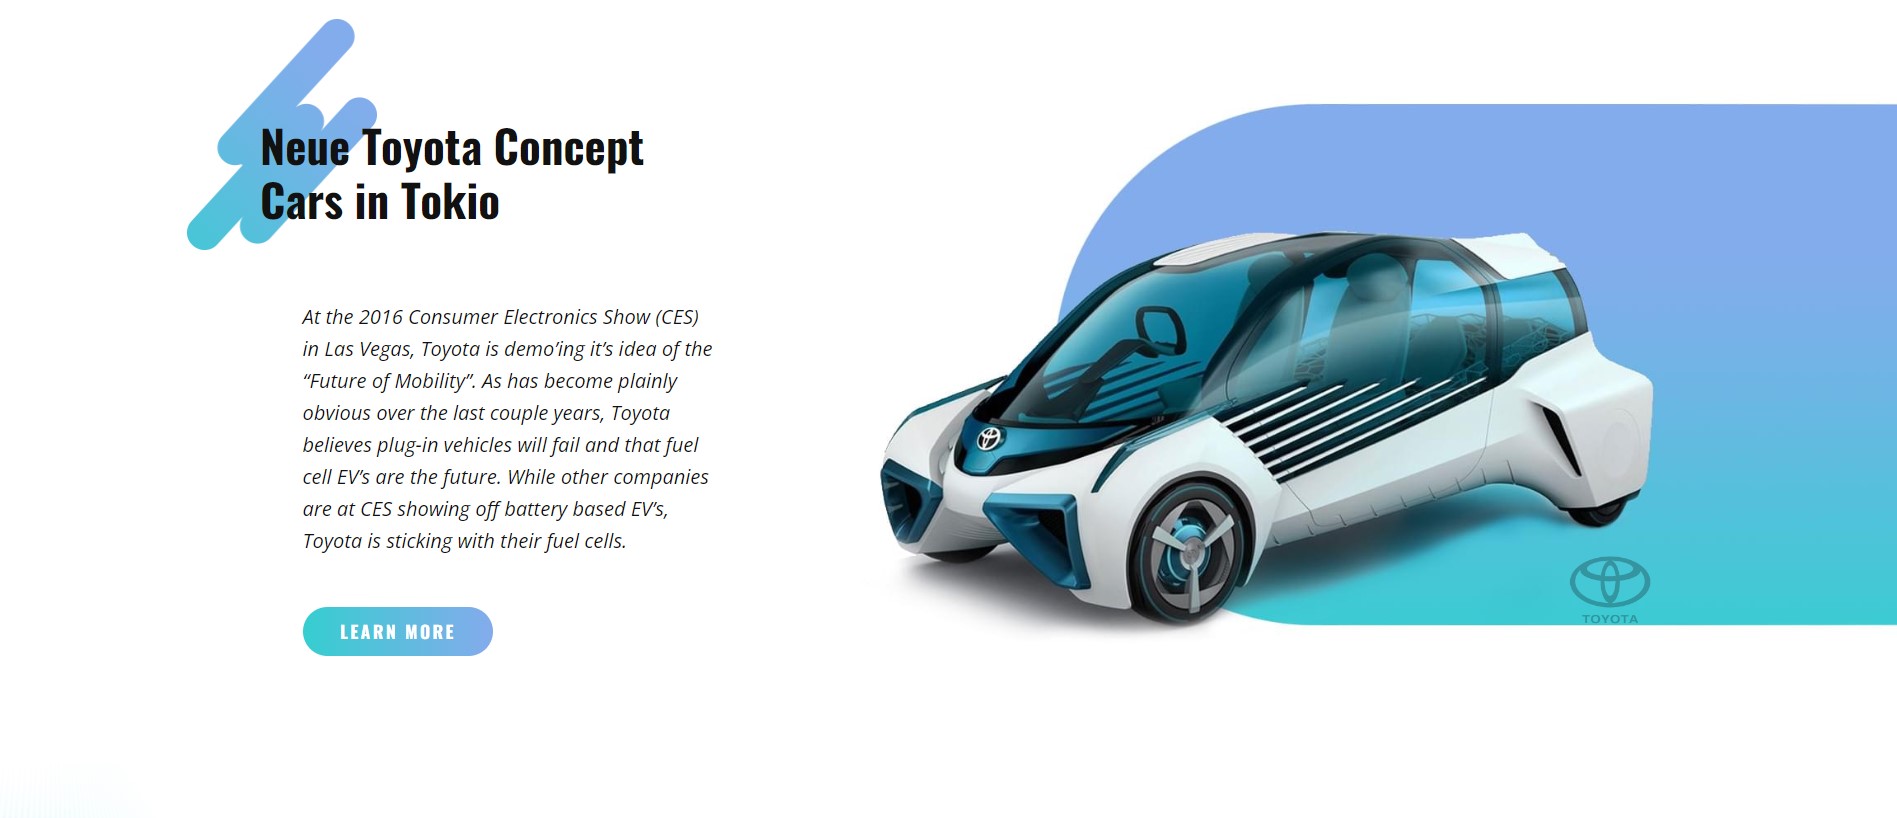 Neue Toyota Concept
Cars in Tokio
At the 2016 Consumer Electronics Show (CES)
in Las Vegas, Toyota is demo’ing it’s idea of the
“Future of Mobility”. As has become plainly
obvious over the last couple years, Toyota
believes plug-in vehicles will fail and that fuel
cell EV’s are the future. While other companies
are at CES showing off battery based EV’s,
Toyota is sticking with their fuel cells.
LEARN MORE
TOYOTA